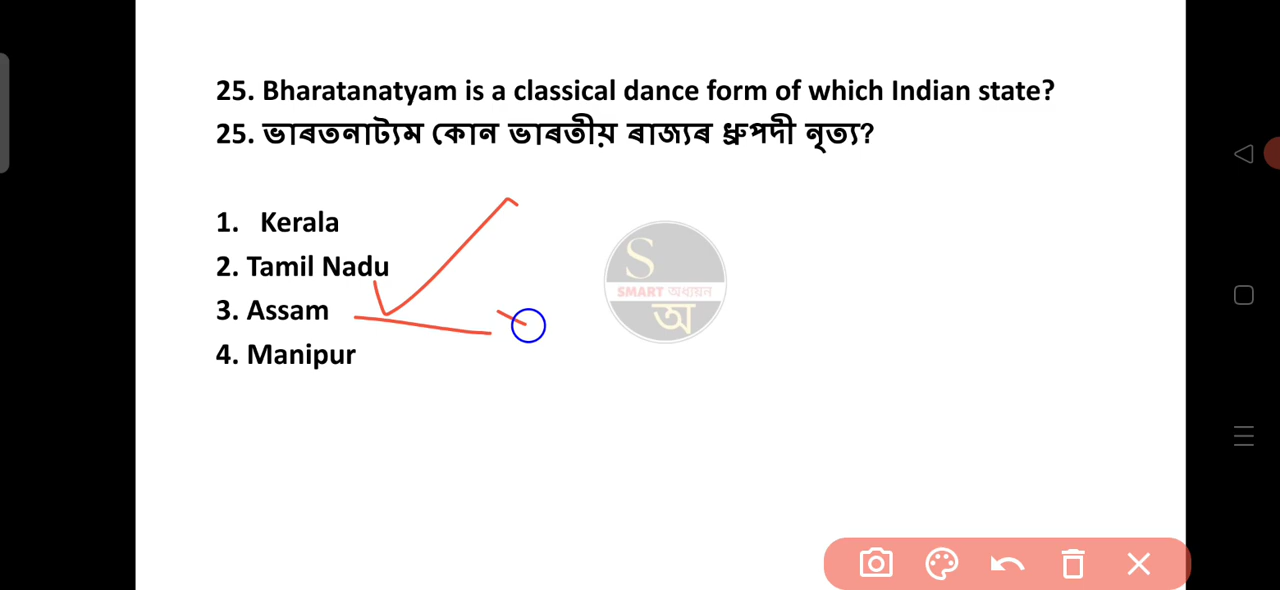 25. Bharatanatyam is a classical dance form of which Indian state?
25. ভাৰতনাট্যম কোন ভাৰতীয় ৰাজ্যৰ ধ্ৰুপদী নৃত্য?
1. Kerala
2. Tamil Nadu
3. Assam
4. Manipur
S
SMART অধ্যয়ন
অ